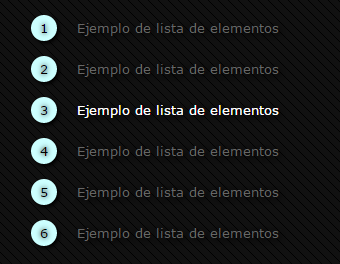 1 Ejemplo de lista de elementos
2 Ejemplo de lista de elementos
3 Ejemplo de lista de elementos
4 Ejemplo de lista de elementos
5 Ejemplo de lista de elementos
6 Ejemplo de lista de elementos